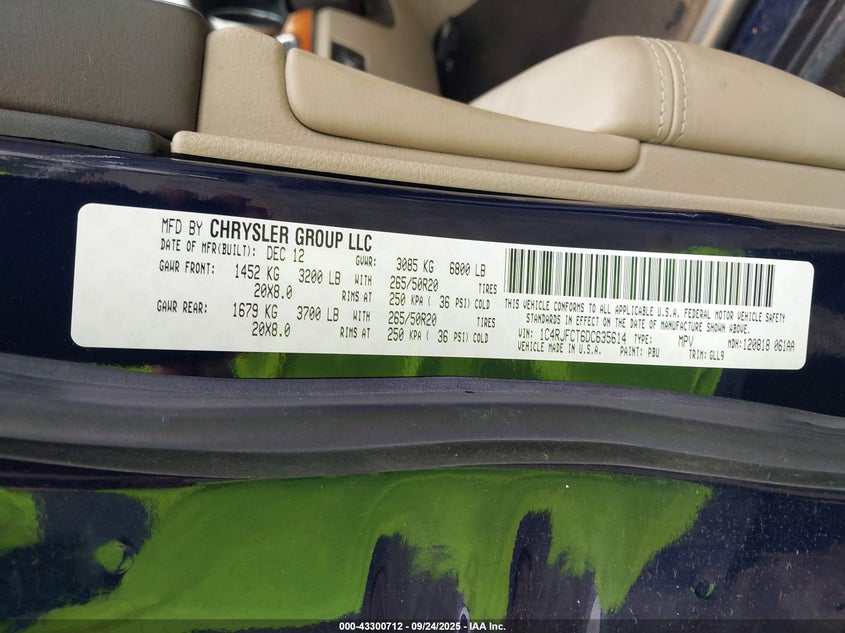 MFD BY CHRYSLER GROUP LLC
DATE OF MFR(BUILT): DEC 12 GVWR: 3085 KG 6800 LB
GAWR FRONT: 1452 KG 3200 LB WITH 265/50R20 TIRES
20X8.0 RIMS AT 250 KPA ( 36 PSI) COLD
GAWR REAR: 1679 KG 3700 LB WITH 265/50R20 TIRES
20X8.0 RIMS AT 250 KPA ( 36 PSI) COLD
THIS VEHICLE CONFORMS TO ALL APPLICABLE U.S.A. FEDERAL MOTOR VEHICLE SAFETY
STANDARDS IN EFFECT ON THE DATE OF MANUFACTURE SHOWN ABOVE.
VIN: 1C4RJFCT6DC635614 TYPE: MPV MDH:120818 061AA
VEHICLE MADE IN U.S.A. PAINT: PBU TRIM: GLL9
000-43300712 - 09/24/2025 - IAA Inc.